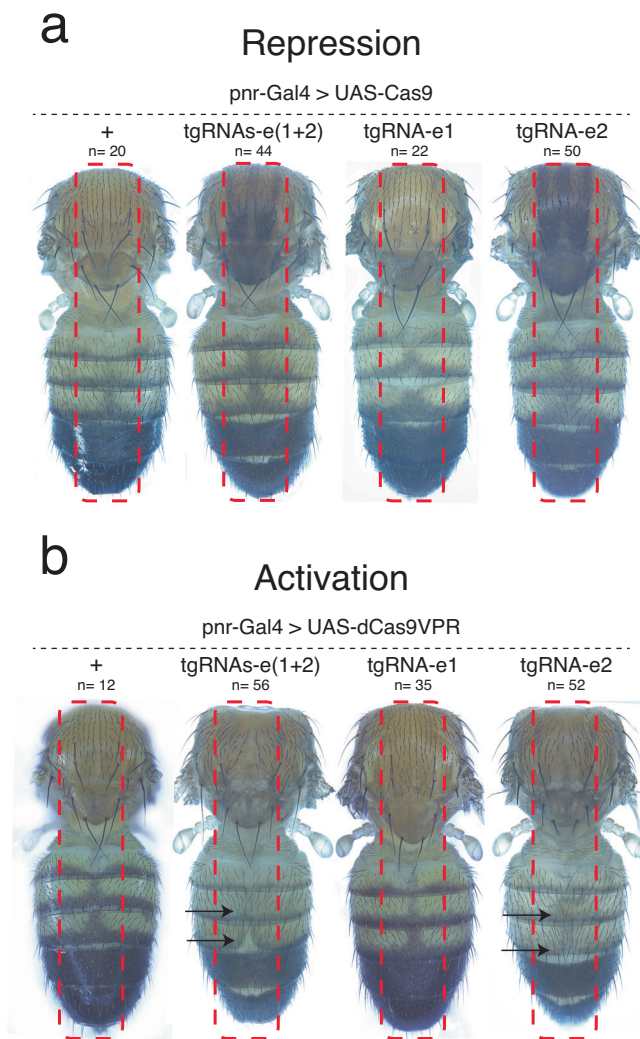 a
Repression
pnr-Gal4 > UAS-Cas9
+ tgRNAs-e(1+2) tgRNA-e1 tgRNA-e2
n= 20 n= 44 n= 22 n= 50
b
Activation
pnr-Gal4 > UAS-dCas9VPR
+ tgRNAs-e(1+2) tgRNA-e1 tgRNA-e2
n= 12 n= 56 n= 35 n= 52